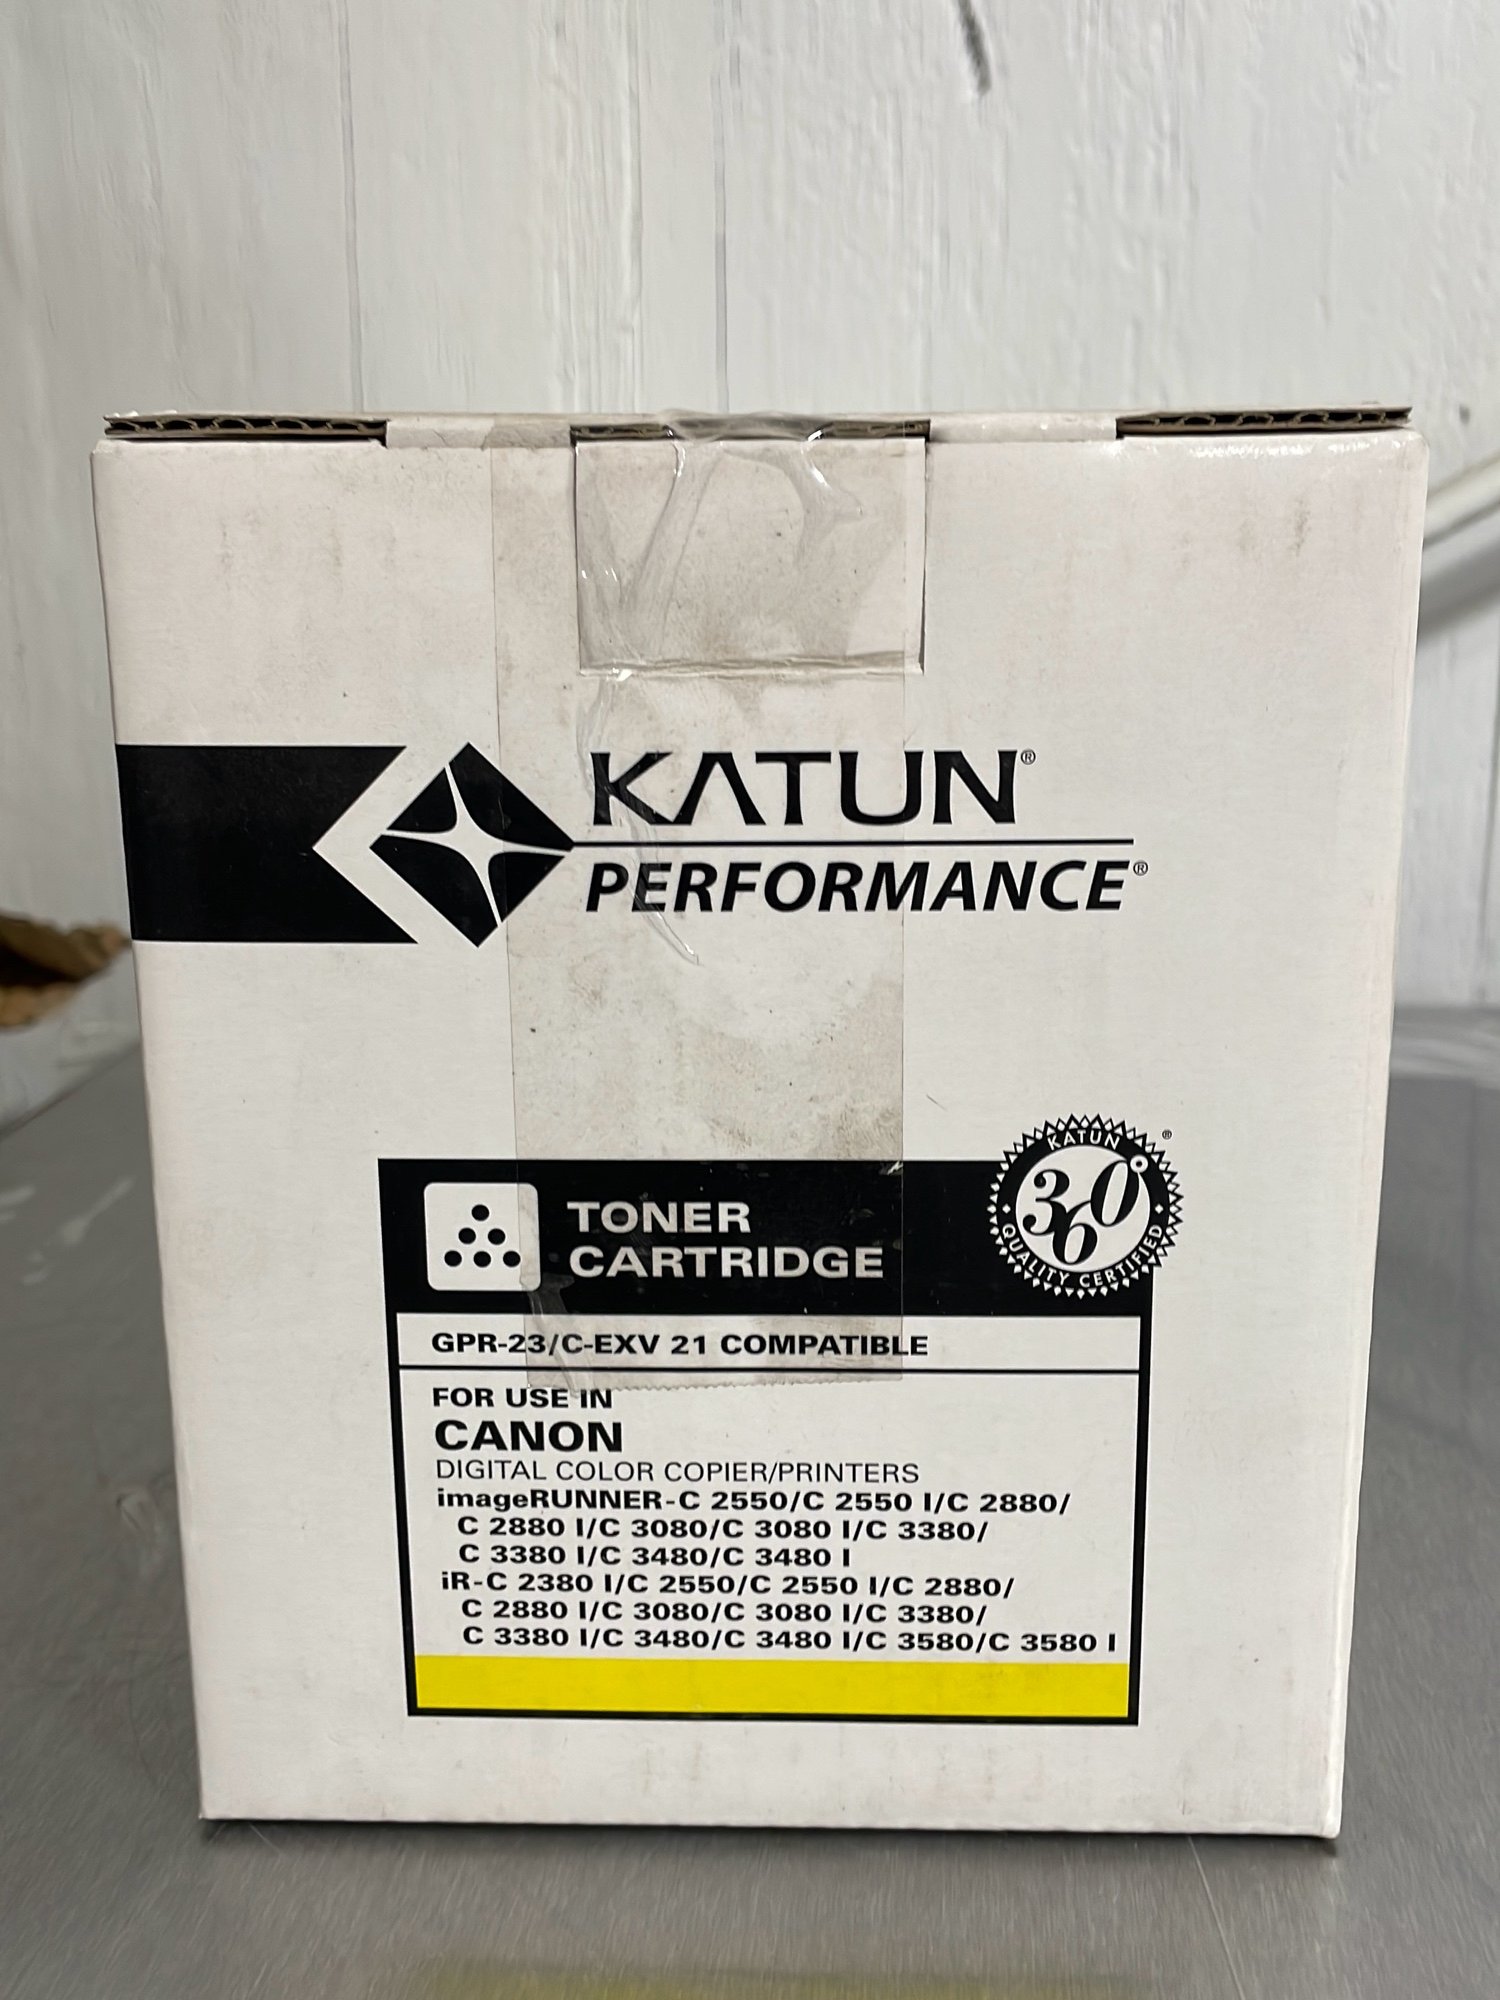 KATUN®
PERFORMANCE®
KATUN ®
360°
QUALITY CERTIFIED
TONER
CARTRIDGE
GPR-23/C-EXV 21 COMPATIBLE
FOR USE IN
CANON
DIGITAL COLOR COPIER/PRINTERS
imageRUNNER-C 2550/C 2550 I/C 2880/
C 2880 I/C 3080/C 3080 I/C 3380/
C 3380 I/C 3480/C 3480 I
iR-C 2380 I/C 2550/C 2550 I/C 2880/
C 2880 I/C 3080/C 3080 I/C 3380/
C 3380 I/C 3480/C 3480 I/C 3580/C 3580 I